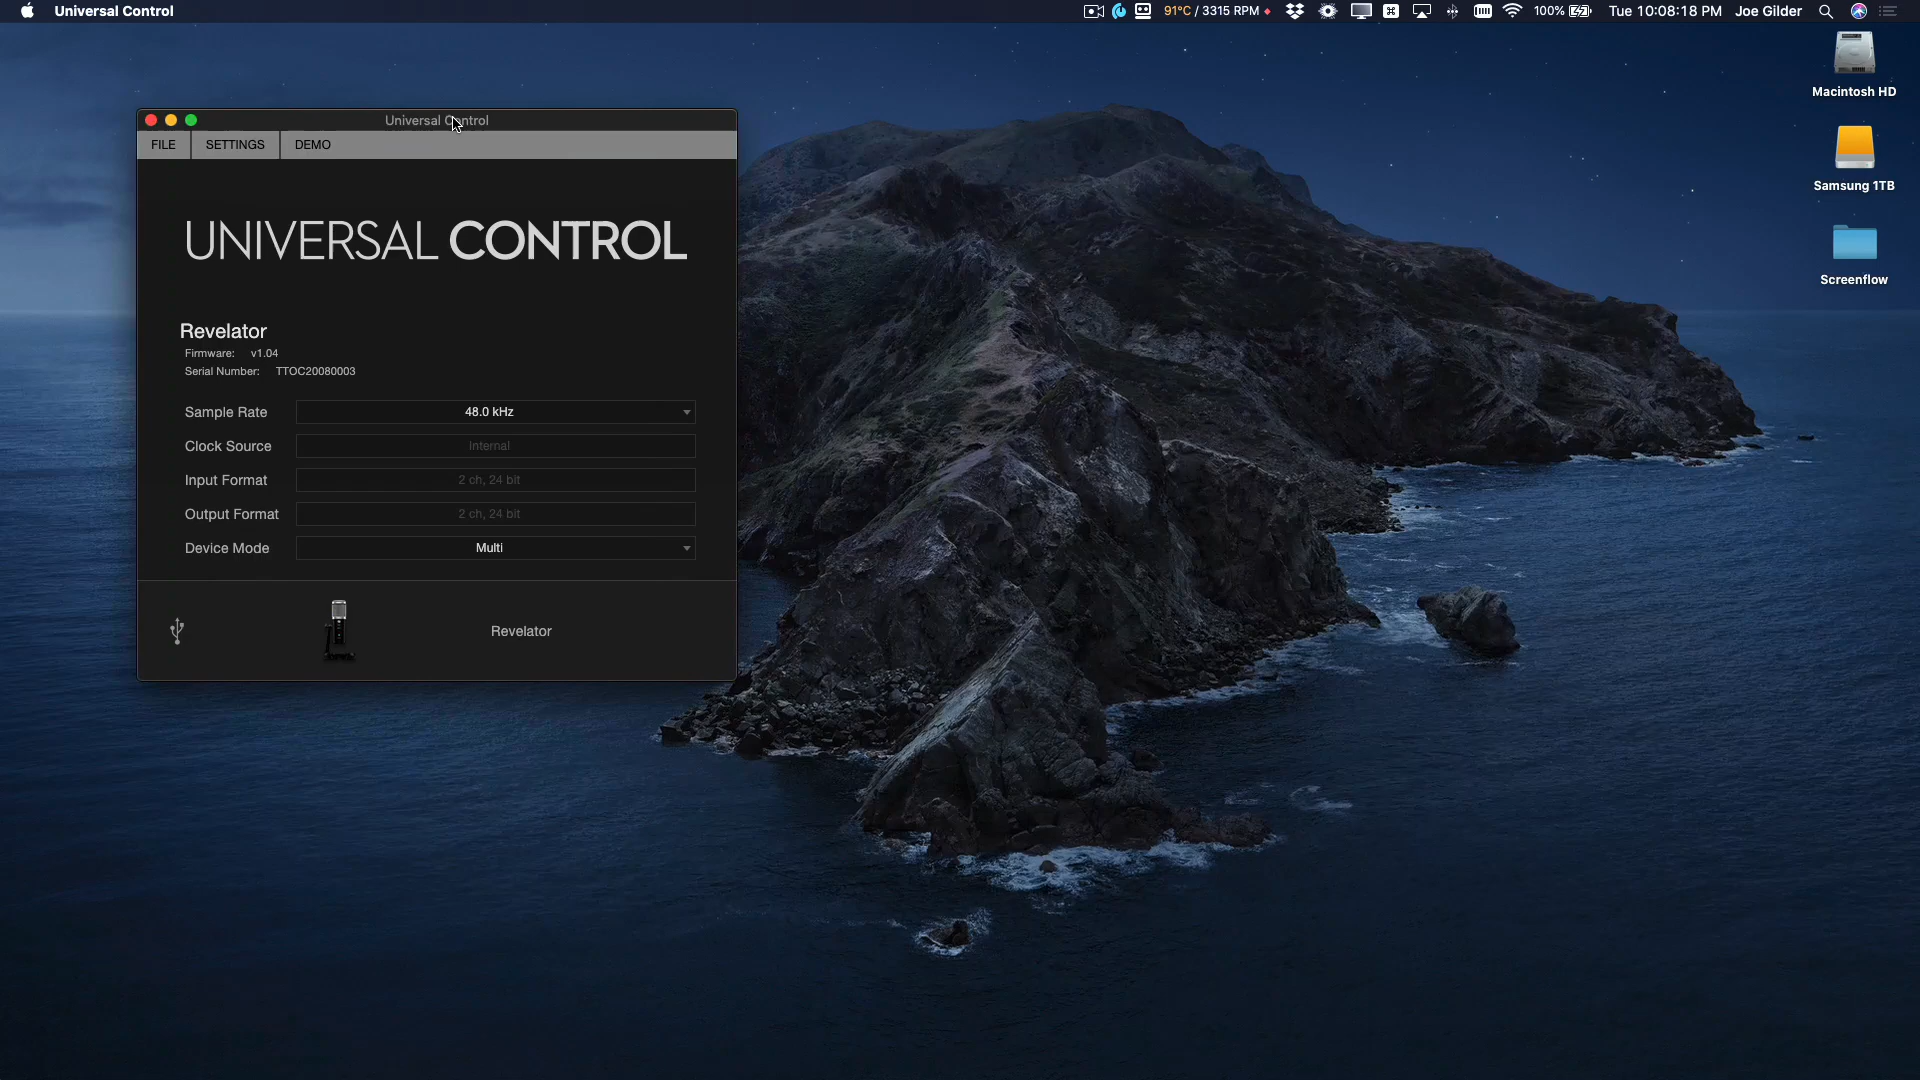 Universal Control
91°C / 3315 RPM
100%
Tue 10:08:18 PM
Joe Gilder
Macintosh HD
Samsung 1TB
Screenflow
Universal Control
FILE
SETTINGS
DEMO
UNIVERSAL CONTROL
Revelator
Firmware: v1.04
Serial Number: TTOC20080003
Sample Rate 48.0 kHz
Clock Source Internal
Input Format 2 ch, 24 bit
Output Format 2 ch, 24 bit
Device Mode Multi
Revelator